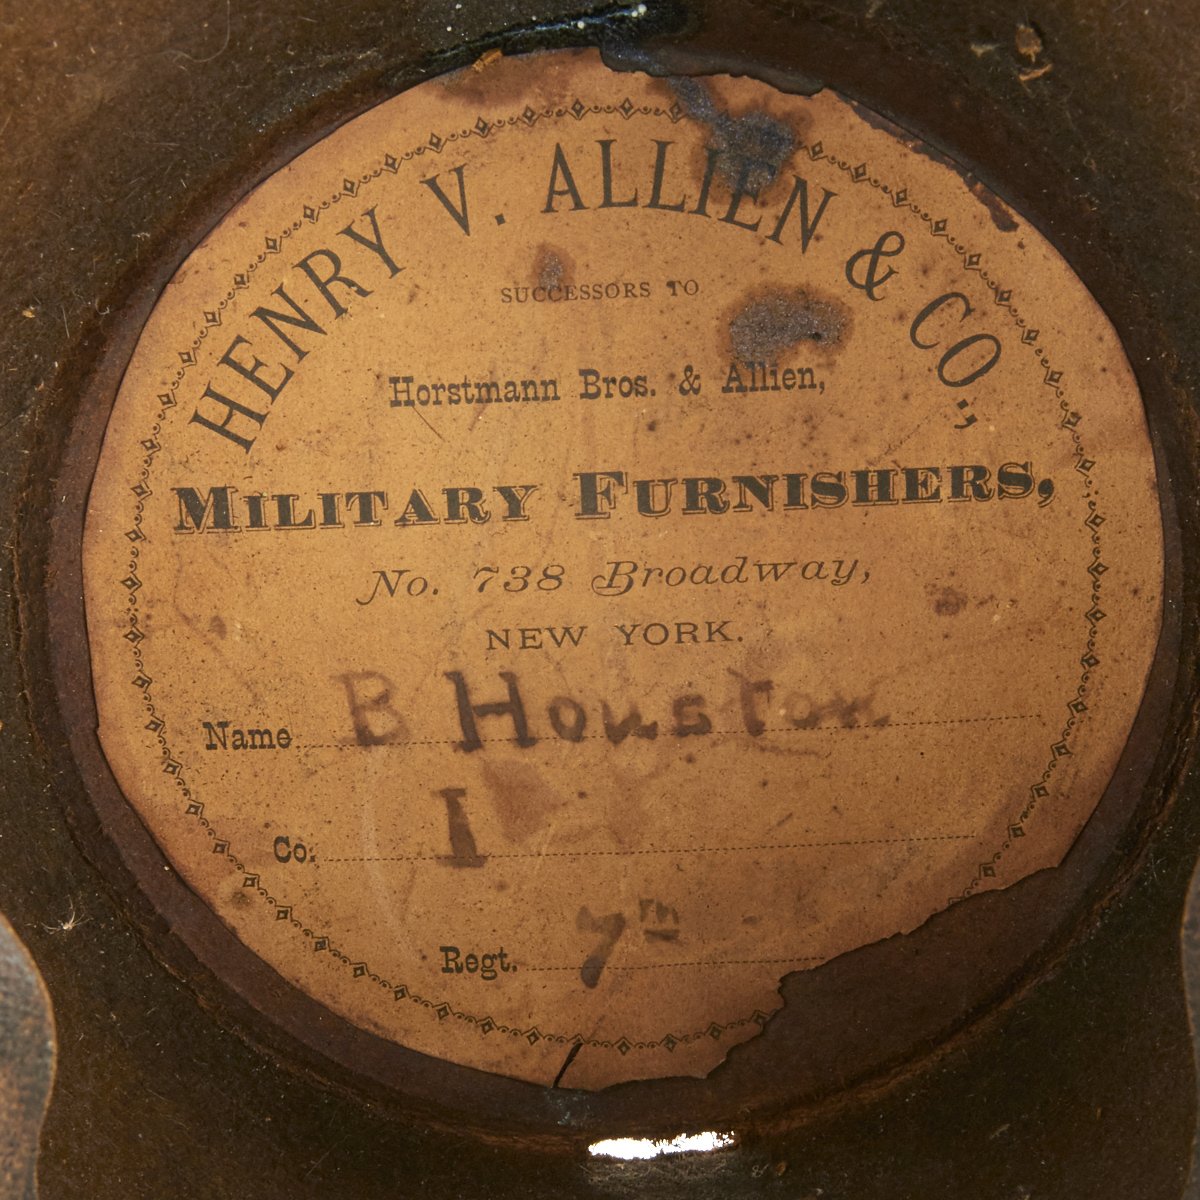 HENRY V. ALLIEN & CO.,
SUCCESSORS TO
Horstmann Bros. & Allien,
MILITARY FURNISHERS,
No. 738 Broadway,
NEW YORK.
Name B Houston
Co. I
Regt. 7TH